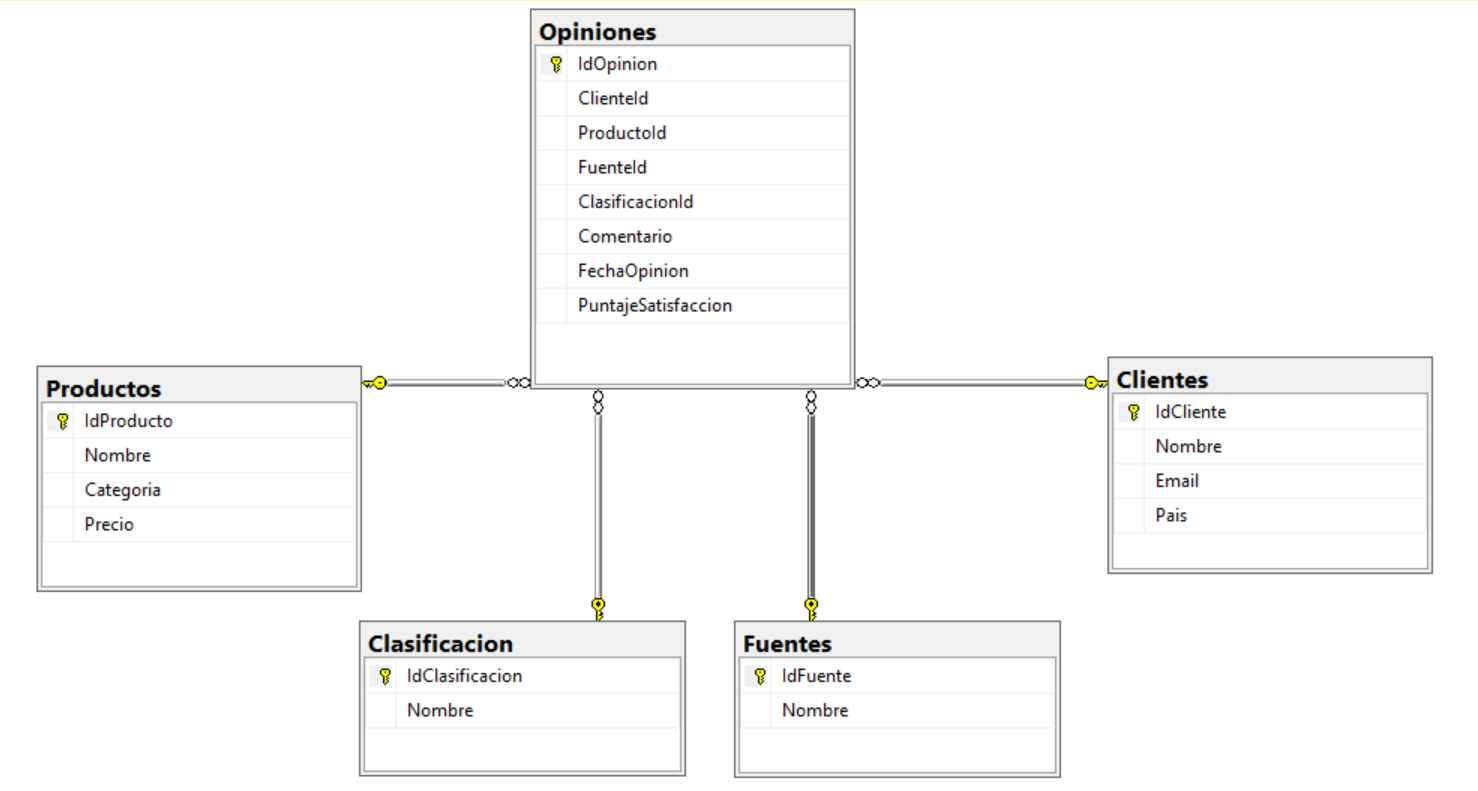 Opiniones
IdOpinion
ClienteId
ProductoId
FuenteId
ClasificacionId
Comentario
FechaOpinion
PuntajeSatisfaccion
Productos
IdProducto
Nombre
Categoria
Precio
Clientes
IdCliente
Nombre
Email
Pais
Clasificacion
IdClasificacion
Nombre
Fuentes
IdFuente
Nombre